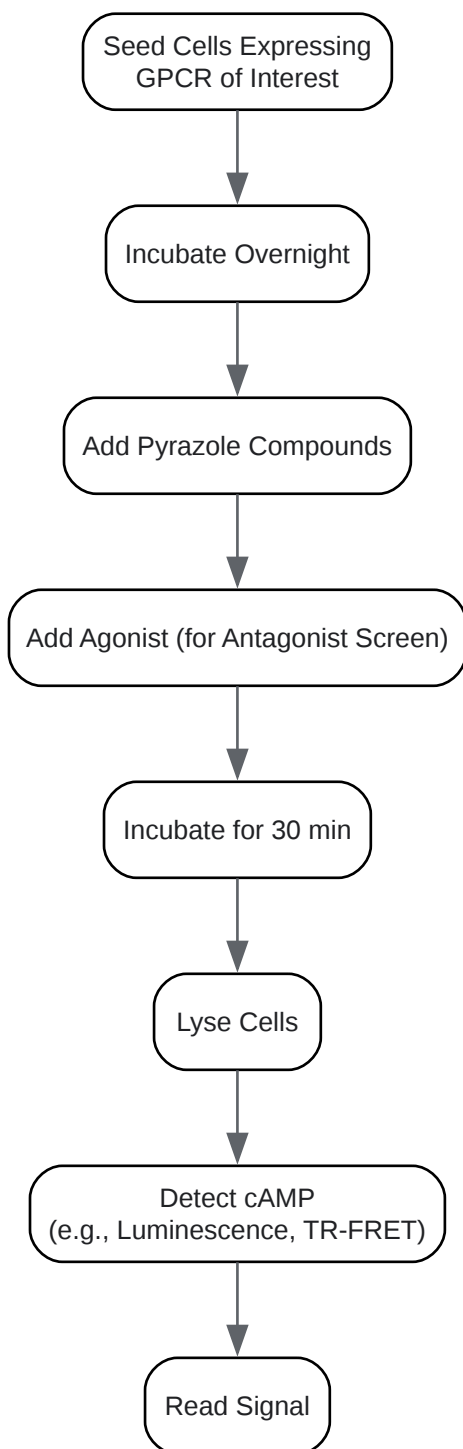 Seed Cells Expressing
GPCR of Interest
Incubate Overnight
Add Pyrazole Compounds
Add Agonist (for Antagonist Screen)
Incubate for 30 min
Lyse Cells
Detect cAMP
(e.g., Luminescence, TR-FRET)
Read Signal